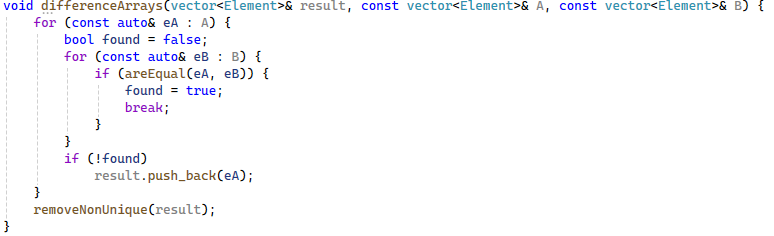 void differenceArrays(vector<Element>& result, const vector<Element>& A, const vector<Element>& B) {
    for (const auto& eA : A) {
        bool found = false;
        for (const auto& eB : B) {
            if (areEqual(eA, eB)) {
                found = true;
                break;
            }
        }
        if (!found)
            result.push_back(eA);
    }
    removeNonUnique(result);
}